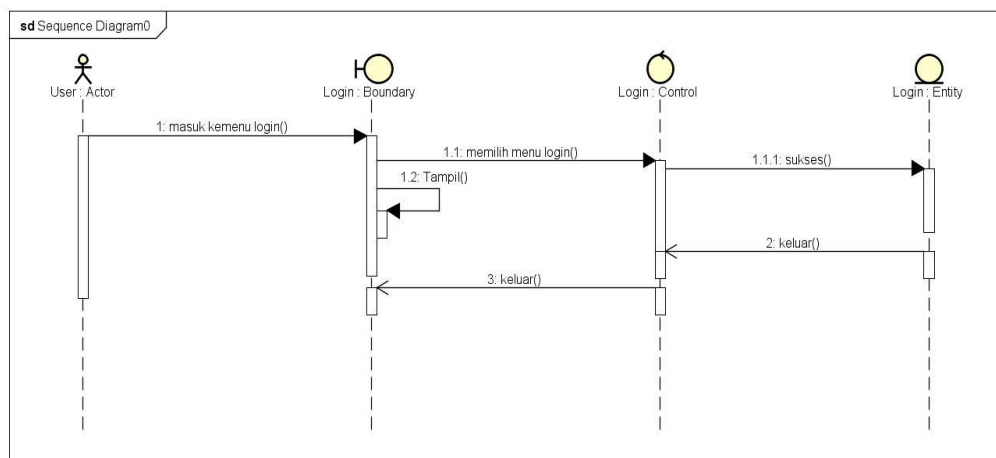 sd Sequence Diagram0
User : Actor
Login : Boundary
Login : Control
Login : Entity
1: masuk kemenu login()
1.1: memilih menu login()
1.1.1: sukses()
1.2: Tampil()
2: keluar()
3: keluar()